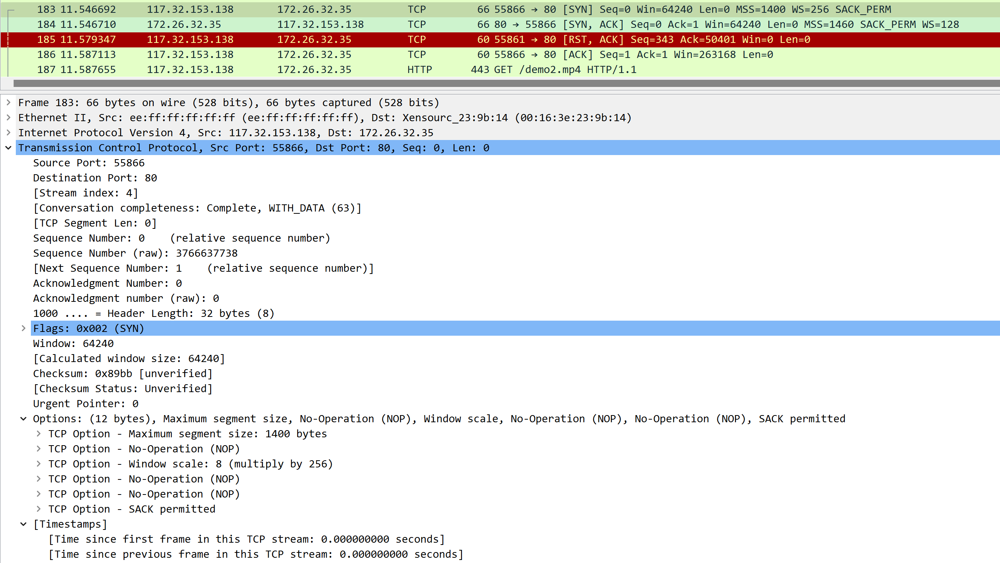 183 11.546692 117.32.153.138 172.26.32.35 TCP 66 55866 → 80 [SYN] Seq=0 Win=64240 Len=0 MSS=1400 WS=256 SACK_PERM
184 11.546710 172.26.32.35 117.32.153.138 TCP 66 80 → 55866 [SYN, ACK] Seq=0 Ack=1 Win=64240 Len=0 MSS=1460 SACK_PERM WS=128
185 11.579347 117.32.153.138 172.26.32.35 TCP 60 55861 → 80 [RST, ACK] Seq=343 Ack=50401 Win=0 Len=0
186 11.587113 117.32.153.138 172.26.32.35 TCP 60 55866 → 80 [ACK] Seq=1 Ack=1 Win=263168 Len=0
187 11.587655 117.32.153.138 172.26.32.35 HTTP 443 GET /demo2.mp4 HTTP/1.1
Frame 183: 66 bytes on wire (528 bits), 66 bytes captured (528 bits)
Ethernet II, Src: ee:ff:ff:ff:ff:ff (ee:ff:ff:ff:ff:ff), Dst: Xensourc_23:9b:14 (00:16:3e:23:9b:14)
Internet Protocol Version 4, Src: 117.32.153.138, Dst: 172.26.32.35
Transmission Control Protocol, Src Port: 55866, Dst Port: 80, Seq: 0, Len: 0
Source Port: 55866
Destination Port: 80
[Stream index: 4]
[Conversation completeness: Complete, WITH_DATA (63)]
[TCP Segment Len: 0]
Sequence Number: 0 (relative sequence number)
Sequence Number (raw): 3766637738
[Next Sequence Number: 1 (relative sequence number)]
Acknowledgment Number: 0
Acknowledgment number (raw): 0
1000 .... = Header Length: 32 bytes (8)
Flags: 0x002 (SYN)
Window: 64240
[Calculated window size: 64240]
Checksum: 0x89bb [unverified]
[Checksum Status: Unverified]
Urgent Pointer: 0
Options: (12 bytes), Maximum segment size, No-Operation (NOP), Window scale, No-Operation (NOP), No-Operation (NOP), SACK permitted
TCP Option - Maximum segment size: 1400 bytes
TCP Option - No-Operation (NOP)
TCP Option - Window scale: 8 (multiply by 256)
TCP Option - No-Operation (NOP)
TCP Option - No-Operation (NOP)
TCP Option - SACK permitted
[Timestamps]
[Time since first frame in this TCP stream: 0.000000000 seconds]
[Time since previous frame in this TCP stream: 0.000000000 seconds]